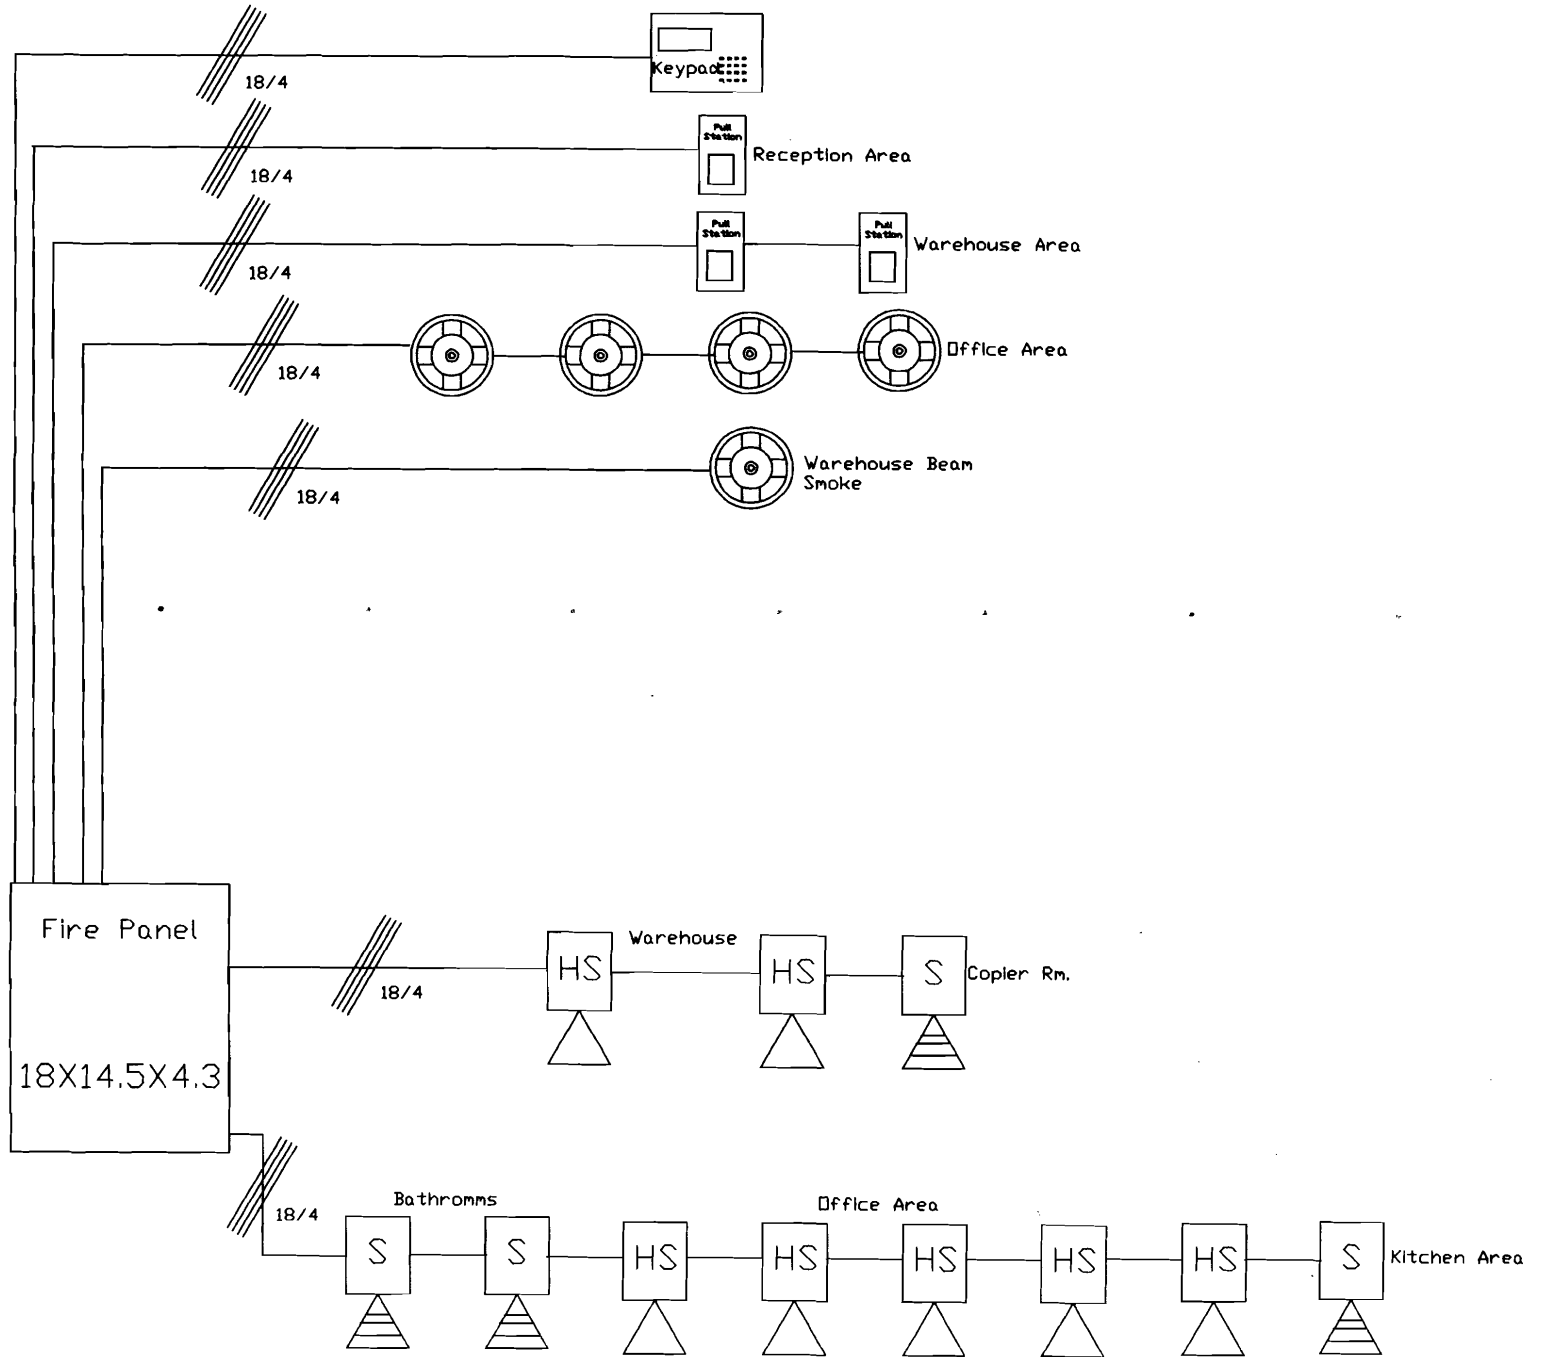 18/4
Keypad
18/4
Pull
Station
Reception Area
18/4
Pull
Station
Pull
Station
Warehouse Area
18/4
Office Area
18/4
Warehouse Beam
Smoke
Fire Panel
18X14.5X4.3
18/4
HS
Warehouse
HS
S
Copier Rm.
18/4
Bathromms
Office Area
S
S
HS
HS
HS
HS
HS
S
Kitchen Area